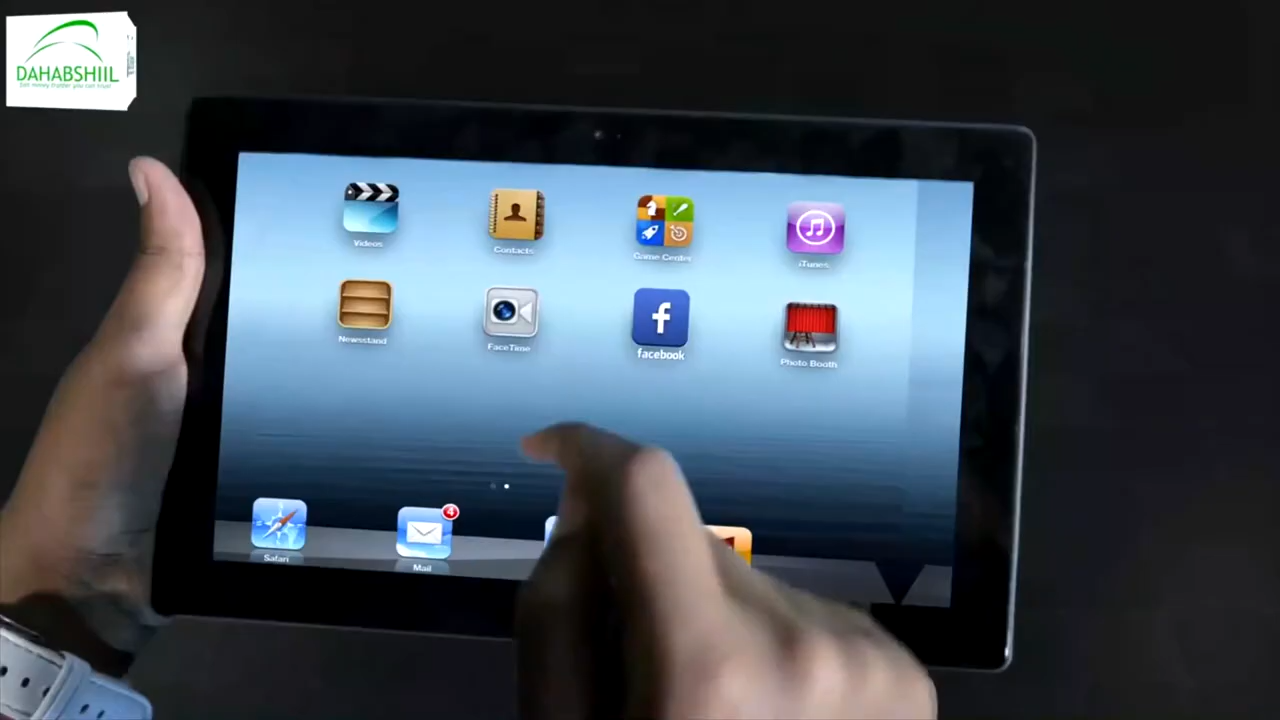 DAHABSHIIL
Videos
Contacts
Game Center
iTunes
Newsstand
FaceTime
facebook
Photo Booth
4
Safari
Mail